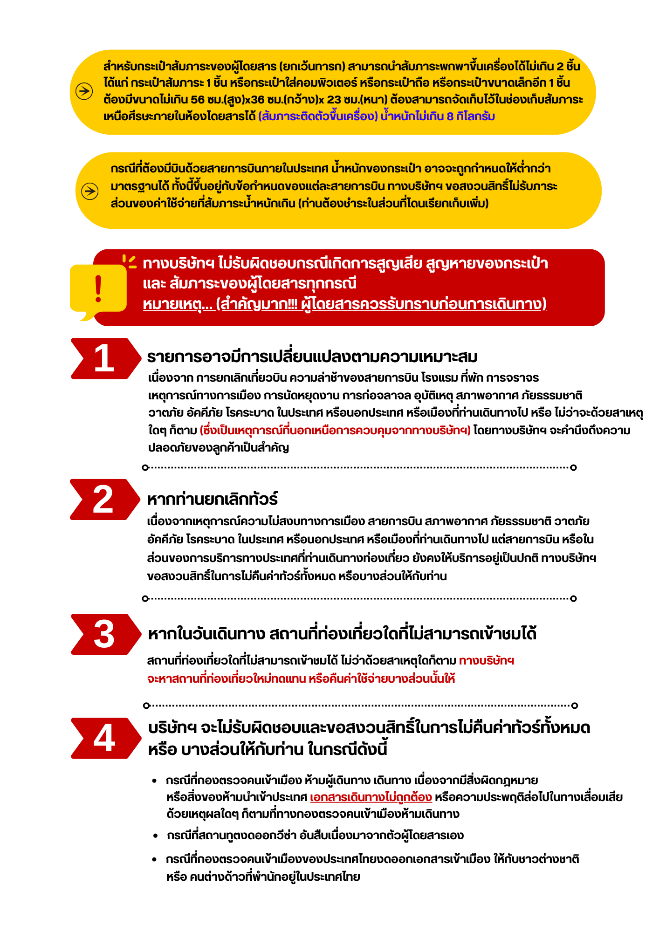 สำหรับกระเป๋าสัมภาระของผู้โดยสาร (ยกเว้นทารก) สามารถนำสัมภาระพกพาขึ้นเครื่องได้ไม่เกิน 2 ชิ้น
ได้แก่ กระเป๋าสัมภาระ 1 ชิ้น หรือกระเป๋าใส่คอมพิวเตอร์ หรือกระเป๋าถือ หรือกระเป๋าขนาดเล็กอีก 1 ชิ้น
ต้องมีขนาดไม่เกิน 56 ซม.(สูง)x36 ซม.(กว้าง)x 23 ซม.(หนา) ต้องสามารถจัดเก็บไว้ในช่องเก็บสัมภาระ
เหนือศีรษะภายในห้องโดยสารได้ (สัมภาระติดตัวขึ้นเครื่อง) น้ำหนักไม่เกิน 8 กิโลกรัม
กรณีที่ต้องมีบินด้วยสายการบินภายในประเทศ น้ำหนักของกระเป๋า อาจจะถูกกำหนดให้ต่ำกว่า
มาตรฐานได้ ทั้งนี้ขึ้นอยู่กับข้อกำหนดของแต่ละสายการบิน ทางบริษัทฯ ขอสงวนสิทธิ์ไม่รับภาระ
ส่วนของค่าใช้จ่ายที่สัมภาระน้ำหนักเกิน (ท่านต้องชำระในส่วนที่โดนเรียกเก็บเพิ่ม)
ทางบริษัทฯ ไม่รับผิดชอบกรณีเกิดการสูญเสีย สูญหายของกระเป๋า
และ สัมภาระของผู้โดยสารทุกกรณี
หมายเหตุ... (สำคัญมาก!!! ผู้โดยสารควรรับทราบก่อนการเดินทาง)
!
1
รายการอาจมีการเปลี่ยนแปลงตามความเหมาะสม
เนื่องจาก การยกเลิกเที่ยวบิน ความล่าช้าของสายการบิน โรงแรม ที่พัก การจราจร
เหตุการณ์ทางการเมือง การนัดหยุดงาน การก่อจลาจล อุบัติเหตุ สภาพอากาศ ภัยธรรมชาติ
วาตภัย อัคคีภัย โรคระบาด ในประเทศ หรือนอกประเทศ หรือเมืองที่ท่านเดินทางไป หรือ ไม่ว่าจะด้วยสาเหตุ
ใดๆ ก็ตาม (ซึ่งเป็นเหตุการณ์ที่นอกเหนือการควบคุมจากทางบริษัทฯ) โดยทางบริษัทฯ จะคำนึงถึงความ
ปลอดภัยของลูกค้าเป็นสำคัญ
2
หากท่านยกเลิกทัวร์
เนื่องจากเหตุการณ์ความไม่สงบทางการเมือง สายการบิน สภาพอากาศ ภัยธรรมชาติ วาตภัย
อัคคีภัย โรคระบาด ในประเทศ หรือนอกประเทศ หรือเมืองที่ท่านเดินทางไป แต่สายการบิน หรือใน
ส่วนของการบริการทางประเทศที่ท่านเดินทางท่องเที่ยว ยังคงให้บริการอยู่เป็นปกติ ทางบริษัทฯ
ขอสงวนสิทธิ์ในการไม่คืนค่าทัวร์ทั้งหมด หรือบางส่วนให้กับท่าน
3
หากในวันเดินทาง สถานที่ท่องเที่ยวใดที่ไม่สามารถเข้าชมได้
สถานที่ท่องเที่ยวใดที่ไม่สามารถเข้าชมได้ ไม่ว่าด้วยสาเหตุใดก็ตาม ทางบริษัทฯ
จะหาสถานที่ท่องเที่ยวใหม่ทดแทน หรือคืนค่าใช้จ่ายบางส่วนนั้นให้
4
บริษัทฯ จะไม่รับผิดชอบและขอสงวนสิทธิ์ในการไม่คืนค่าทัวร์ทั้งหมด
หรือ บางส่วนให้กับท่าน ในกรณีดังนี้
• กรณีที่กองตรวจคนเข้าเมือง ห้ามผู้เดินทาง เดินทาง เนื่องจากมีสิ่งผิดกฎหมาย
หรือสิ่งของห้ามนำเข้าประเทศ เอกสารเดินทางไม่ถูกต้อง หรือความประพฤติส่อไปในทางเสื่อมเสีย
ด้วยเหตุผลใดๆ ก็ตามที่ทางกองตรวจคนเข้าเมืองห้ามเดินทาง
• กรณีที่สถานทูตงดออกวีซ่า อันสืบเนื่องมาจากตัวผู้โดยสารเอง
• กรณีที่กองตรวจคนเข้าเมืองของประเทศไทยงดออกเอกสารเข้าเมือง ให้กับชาวต่างชาติ
หรือ คนต่างด้าวที่พำนักอยู่ในประเทศไทย